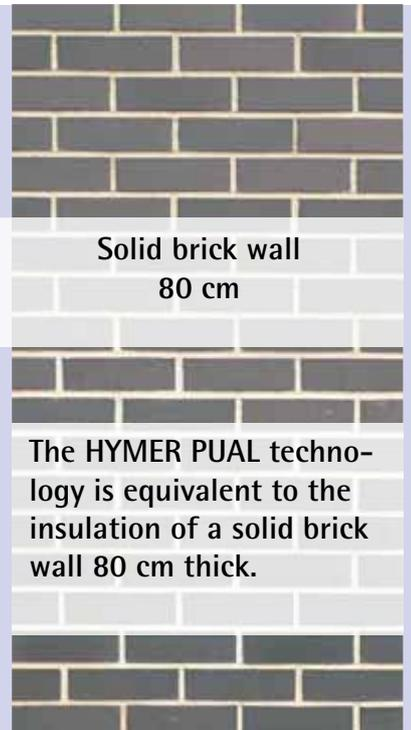 Solid brick wall
80 cm
The HYMER PUAL techno-
logy is equivalent to the
insulation of a solid brick
wall 80 cm thick.